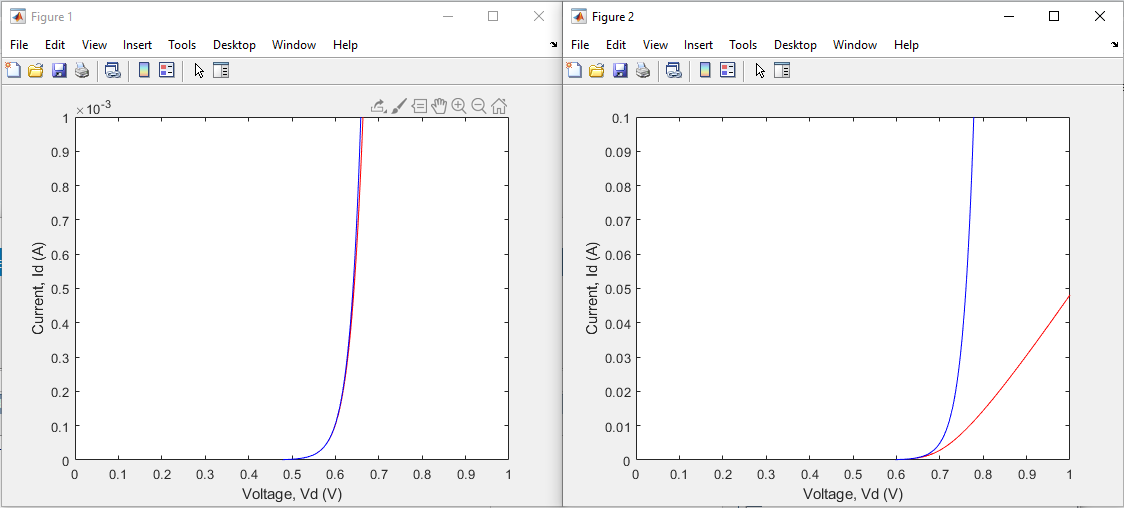 Figure 1
File Edit View Insert Tools Desktop Window Help
×10-3
1
0.9
0.8
0.7
0.6
0.5
0.4
0.3
0.2
0.1
0
Current, Id (A)
0 0.1 0.2 0.3 0.4 0.5 0.6 0.7 0.8 0.9 1
Voltage, Vd (V)
Figure 2
File Edit View Insert Tools Desktop Window Help
0.1
0.09
0.08
0.07
0.06
0.05
0.04
0.03
0.02
0.01
0
Current, Id (A)
0 0.1 0.2 0.3 0.4 0.5 0.6 0.7 0.8 0.9 1
Voltage, Vd (V)